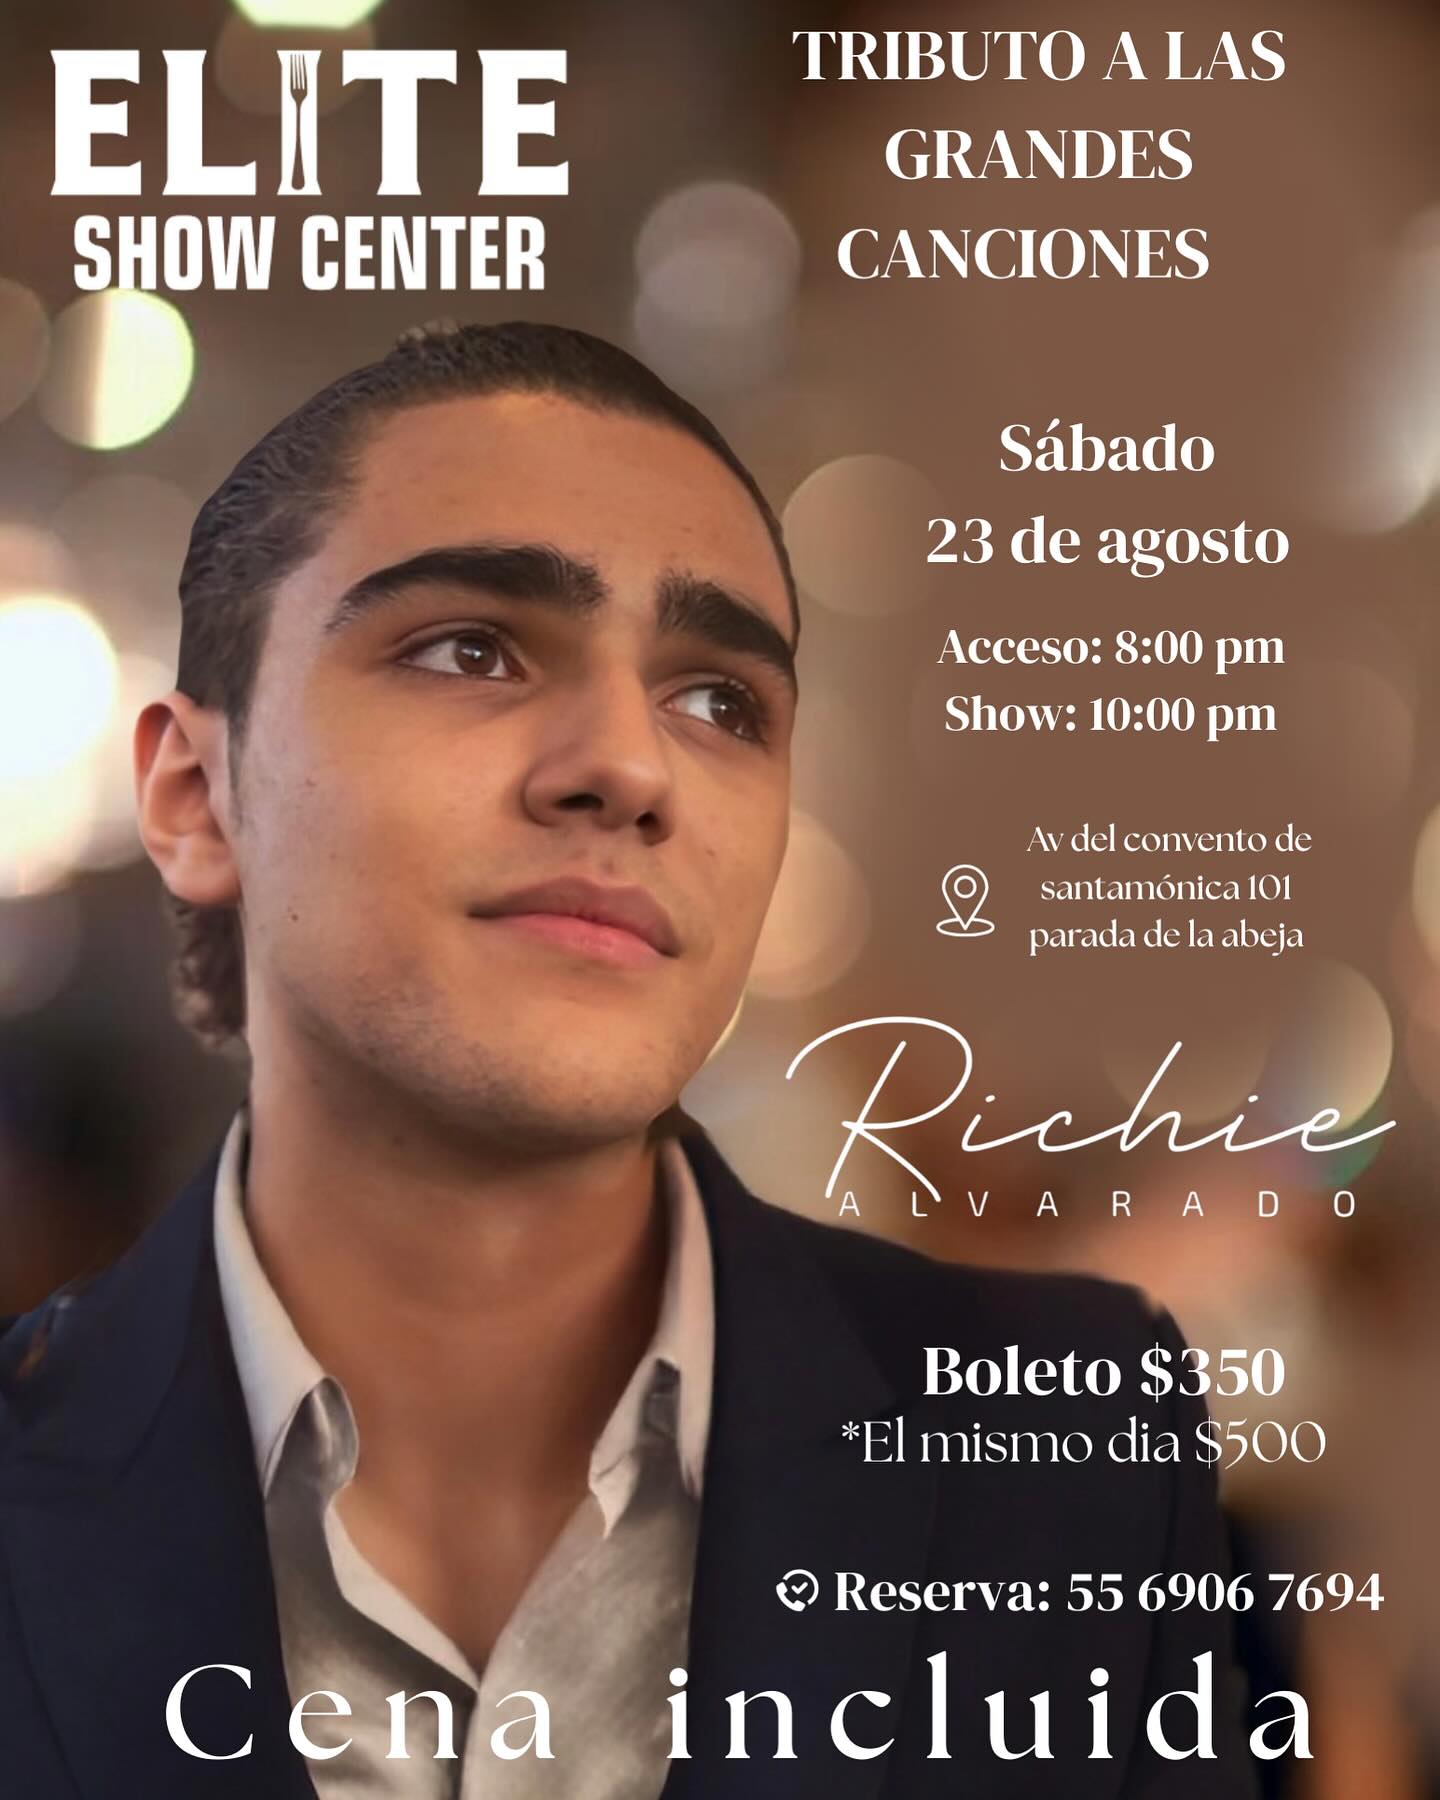 ELITE
SHOW CENTER
TRIBUTO A LAS
GRANDES
CANCIONES
Sábado
23 de agosto
Acceso: 8:00 pm
Show: 10:00 pm
Av del convento de
santamónica 101
parada de la abeja
Richie
ALVARADO
Boleto $350
*El mismo dia $500
Reserva: 55 6906 7694
Cena incluida